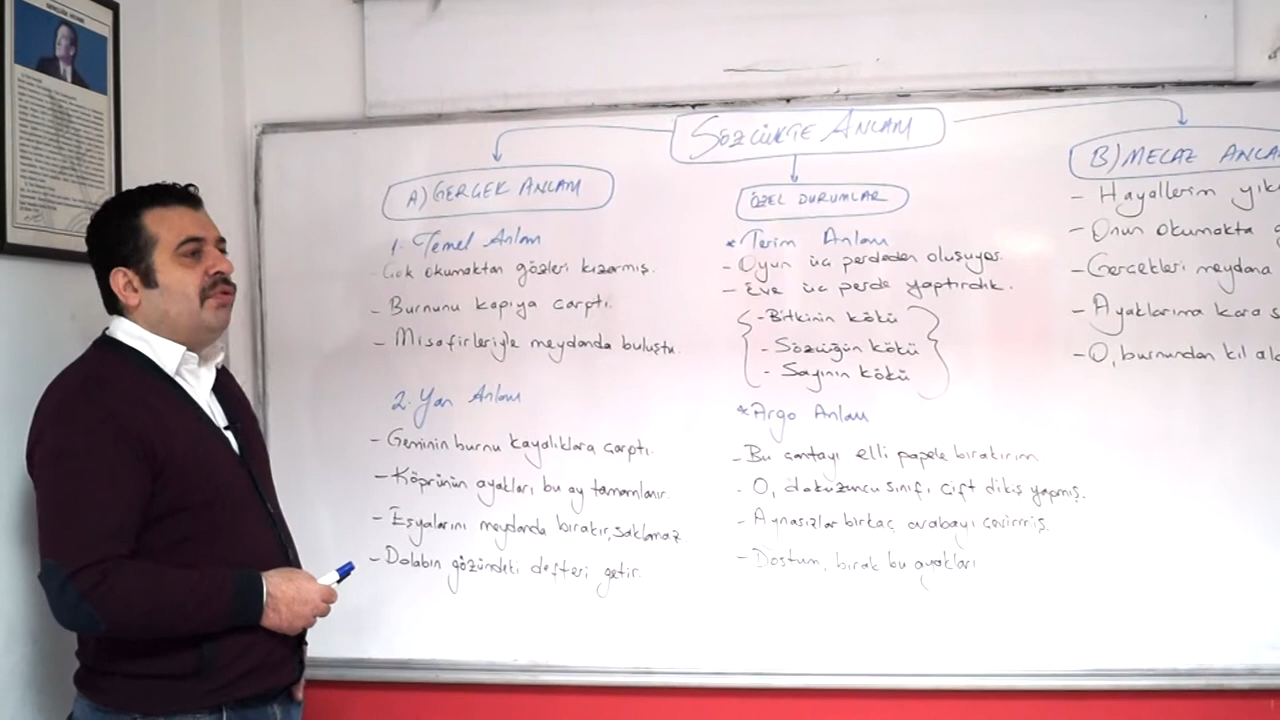 SÖZCÜKTE ANLAM
A) GERÇEK ANLAM
1. Temel Anlam
- Çok okumaktan gözleri kızarmış.
- Burnunu kapıya çarptı.
- Misafirleriyle meydanda buluştu.
2. Yan Anlam
- Geminin burnu kayalıklara çarptı.
- Köprünün ayakları bu ay tamamlanır.
- Eşyalarını meydanda bırakır, saklamaz.
- Dolabın gözündeki defteri getir.
ÖZEL DURUMLAR
* Terim Anlam
- Oyun üç perdeden oluşuyor.
- Eve üç perde yaptırdık.
- Bitkinin kökü
- Sözcüğün kökü
- Sayının kökü
* Argo Anlam
- Bu çantayı elli papele bırakırım
- O, dokuzuncu sınıfı çift dikiş yapmış.
- Aynasızlar birkaç arabayı çevirmiş.
- Dostum, bırak bu ayakları
B) MECAZ ANLA
- Hayallerim yık
- Onun okumakta g
- Gerçekleri meydana
- Ayaklarıma kara s
- O, burnundan kıl ald